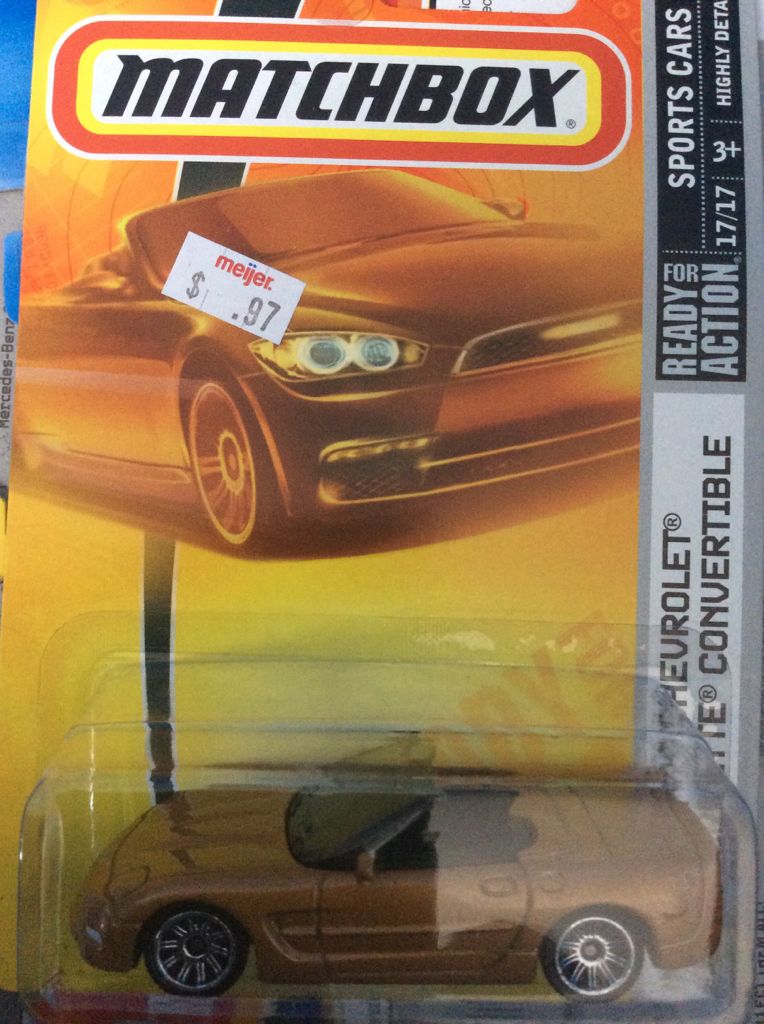 MATCHBOX®
meijer
$ .97
SPORTS CARS
HIGHLY DETA
3+
17/17
READY FOR ACTION®
HEVROLET®
TTE® CONVERTIBLE
Mercedes-Benz